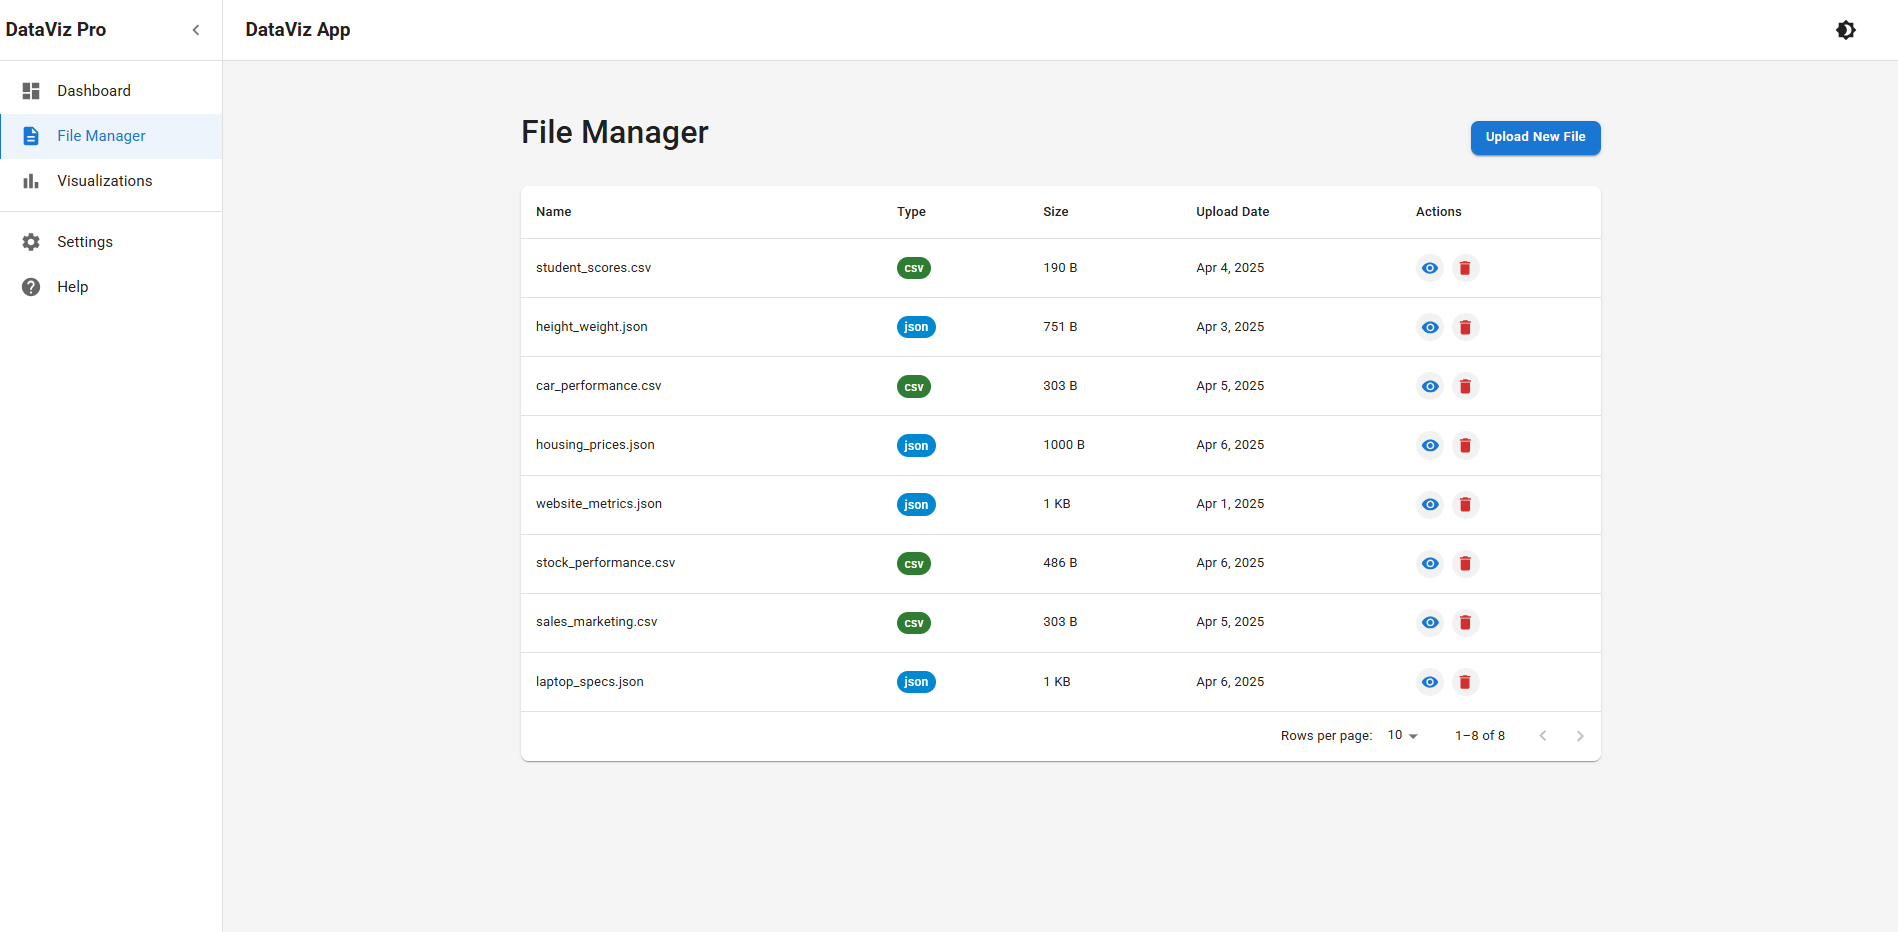 DataViz Pro
DataViz App
Dashboard
File Manager
Visualizations
Settings
Help
File Manager
Upload New File
Name Type Size Upload Date Actions
student_scores.csv csv 190 B Apr 4, 2025
height_weight.json json 751 B Apr 3, 2025
car_performance.csv csv 303 B Apr 5, 2025
housing_prices.json json 1000 B Apr 6, 2025
website_metrics.json json 1 KB Apr 1, 2025
stock_performance.csv csv 486 B Apr 6, 2025
sales_marketing.csv csv 303 B Apr 5, 2025
laptop_specs.json json 1 KB Apr 6, 2025
Rows per page: 10 1–8 of 8